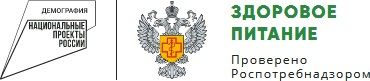 ДЕМОГРАФИЯ
НАЦИОНАЛЬНЫЕ
ПРОЕКТЫ
РОССИИ
ЗДОРОВОЕ
ПИТАНИЕ
Проверено
Роспотребнадзором